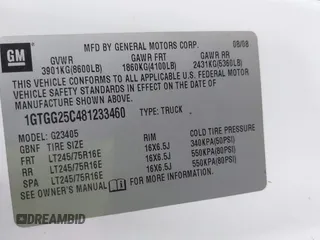 GM
MFD BY GENERAL MOTORS CORP. 08/08
GVWR GAWR FRT GAWR RR
3901KG(8600LB) 1860KG(4100LB) 2431KG(5360LB)
THIS VEHICLE CONFORMS TO ALL APPLICABLE U.S. FEDERAL MOTOR
VEHICLE SAFETY STANDARDS IN EFFECT ON THE DATE OF
MANUFACTURE SHOWN ABOVE.
1GTGG25C481233460 TYPE: TRUCK
MODEL: G23405
GBNF TIRE SIZE RIM COLD TIRE PRESSURE
FRT LT245/75R16E 16X6.5J 340KPA(50PSI)
RR LT245/75R16E 16X6.5J 550KPA(80PSI)
SPA LT245/75R16E 16X6.5J 550KPA(80PSI)
SEE OWNER'S MANUAL FOR ADDITIONAL INFORMATION.
DREAMBID